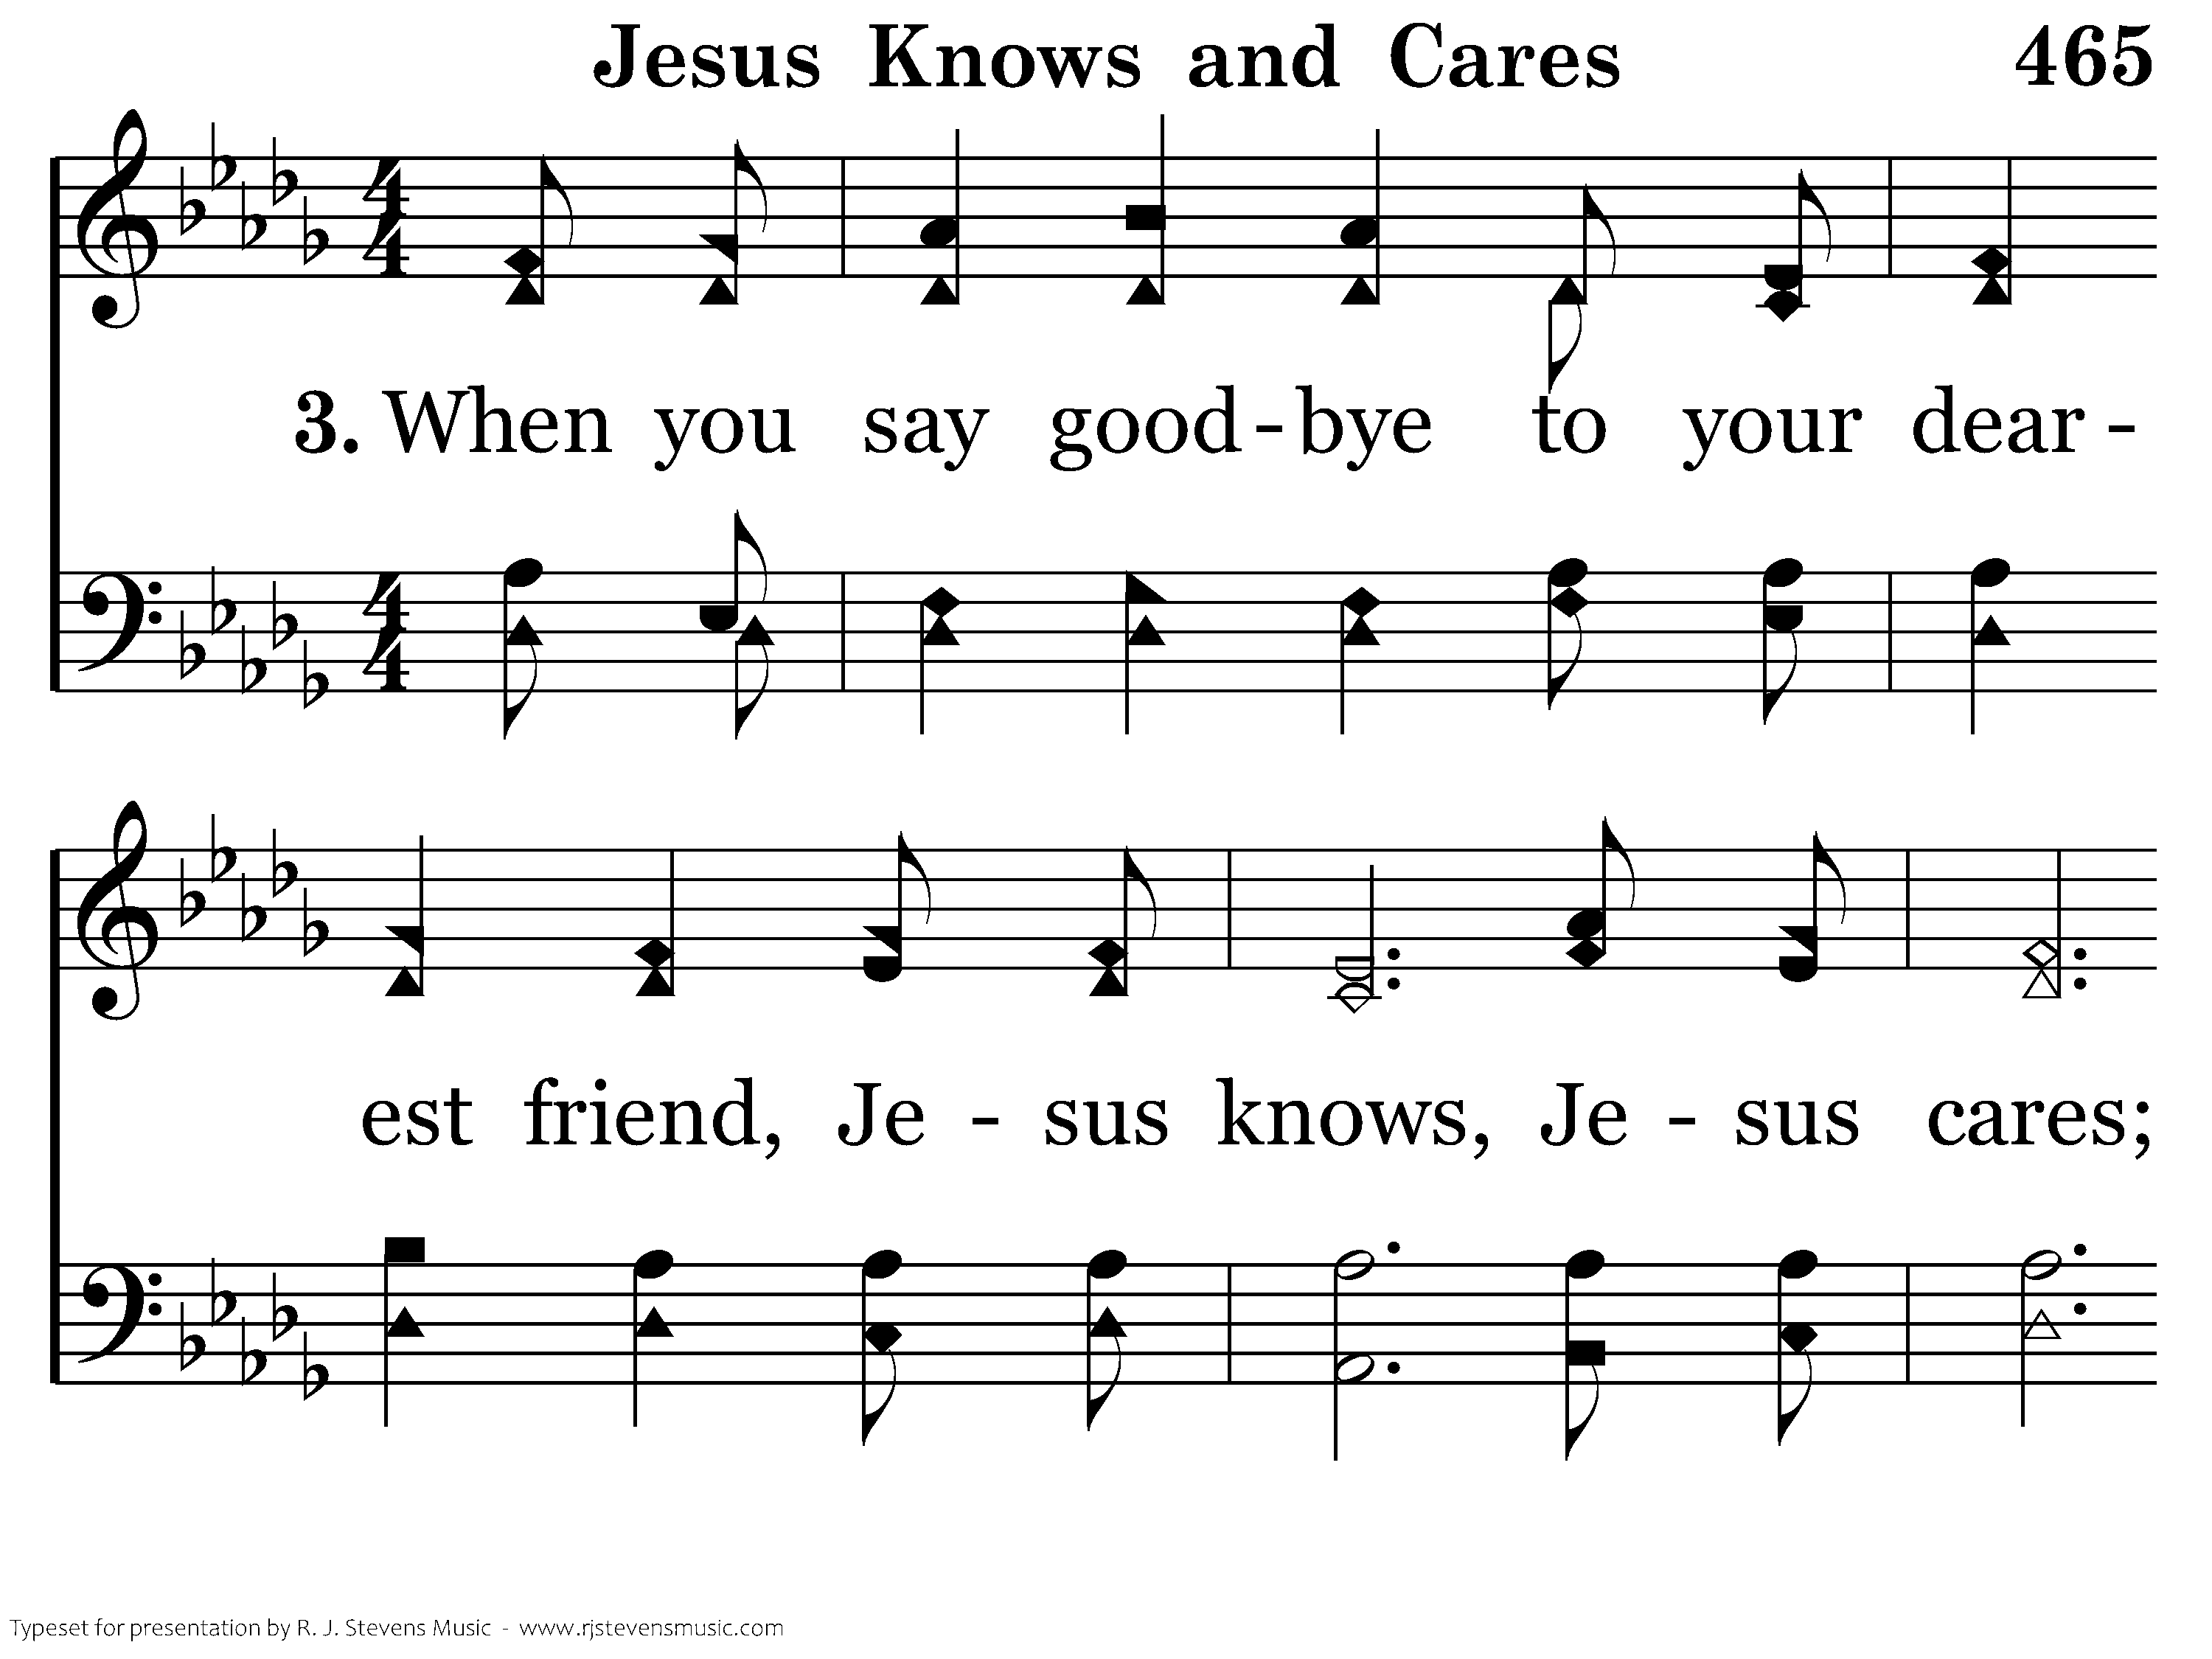 Jesus Knows and Cares 465
3. When you say good - bye to your dear -
est friend, Je - sus knows, Je - sus cares;
Typeset for presentation by R. J. Stevens Music - www.rjstevensmusic.com